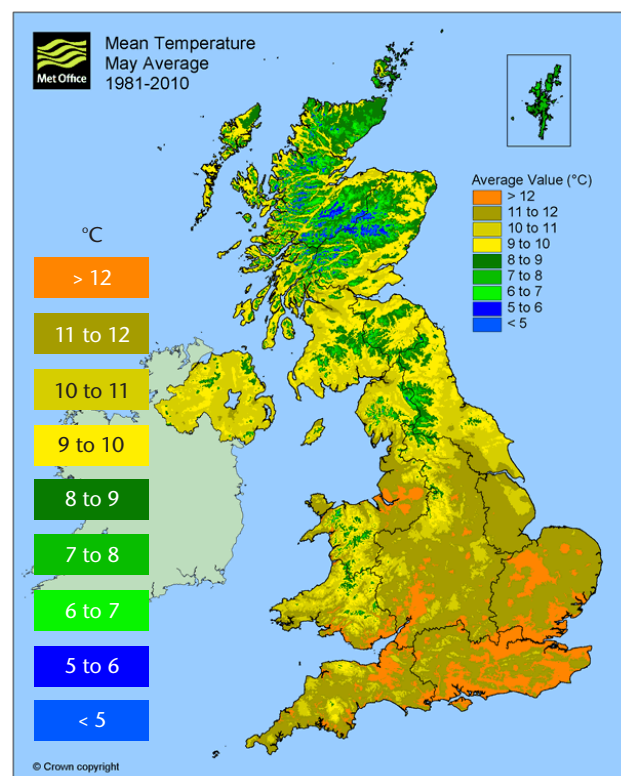 Met Office
Mean Temperature
May Average
1981-2010
Average Value (°C)
> 12
11 to 12
10 to 11
9 to 10
8 to 9
7 to 8
6 to 7
5 to 6
< 5
°C
> 12
11 to 12
10 to 11
9 to 10
8 to 9
7 to 8
6 to 7
5 to 6
< 5
© Crown copyright